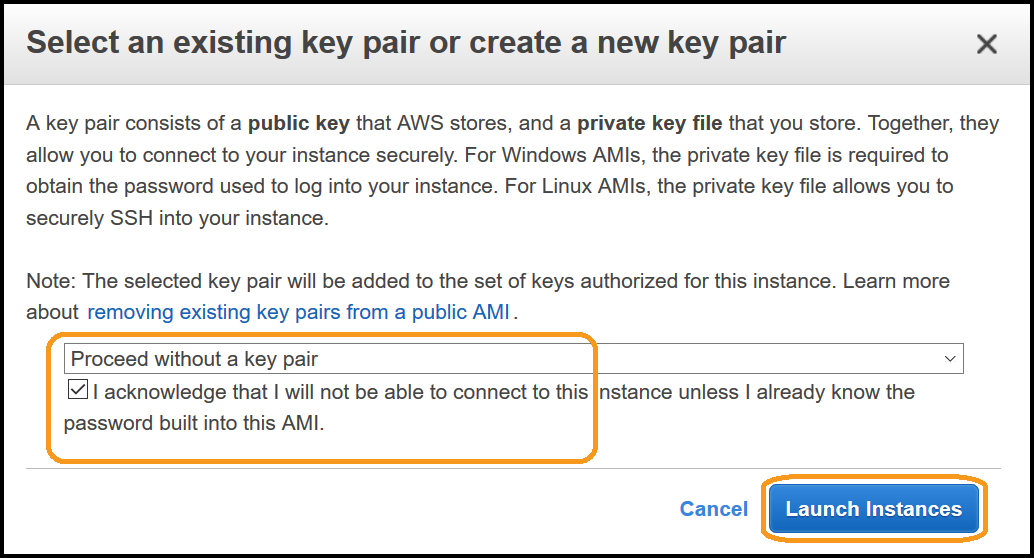 Select an existing key pair or create a new key pair
A key pair consists of a public key that AWS stores, and a private key file that you store. Together, they
allow you to connect to your instance securely. For Windows AMIs, the private key file is required to
obtain the password used to log into your instance. For Linux AMIs, the private key file allows you to
securely SSH into your instance.
Note: The selected key pair will be added to the set of keys authorized for this instance. Learn more
about removing existing key pairs from a public AMI.
Proceed without a key pair
I acknowledge that I will not be able to connect to this instance unless I already know the
password built into this AMI.
Cancel Launch Instances